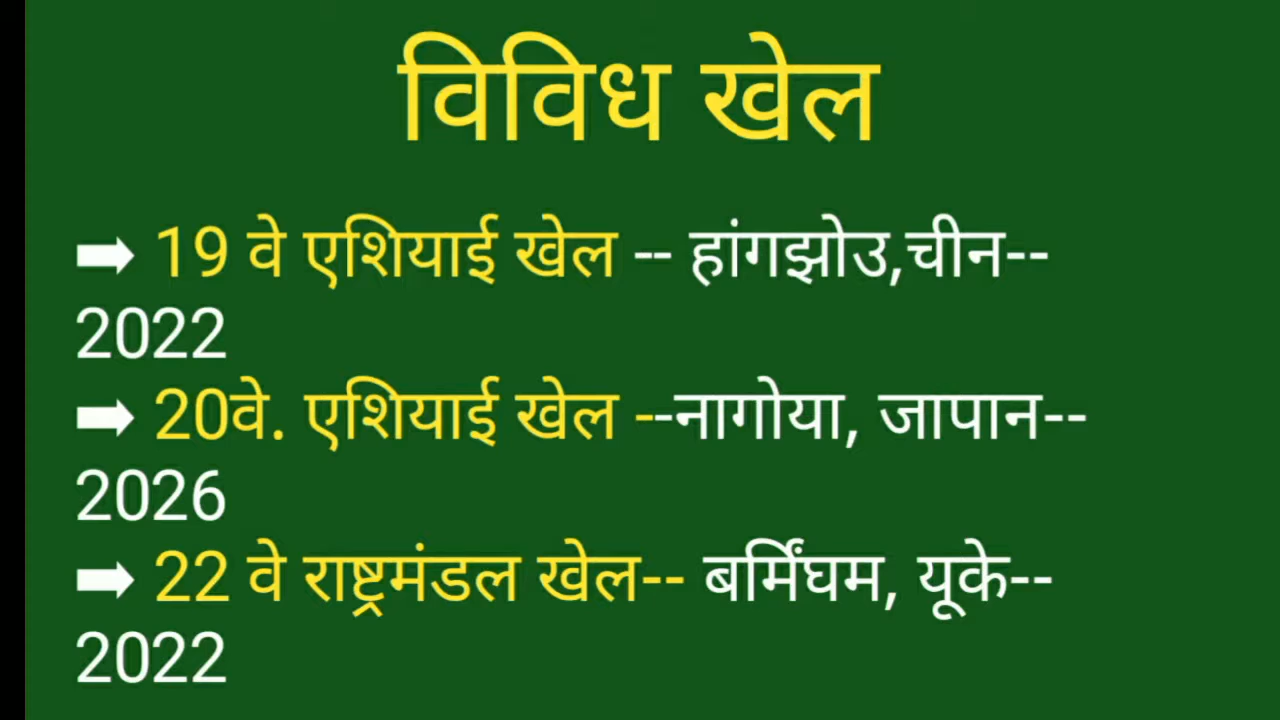 विविध खेल
➡ 19 वे एशियाई खेल -- हांगझोउ,चीन--
2022
➡ 20वे. एशियाई खेल --नागोया, जापान--
2026
➡ 22 वे राष्ट्रमंडल खेल-- बर्मिंघम, यूके--
2022